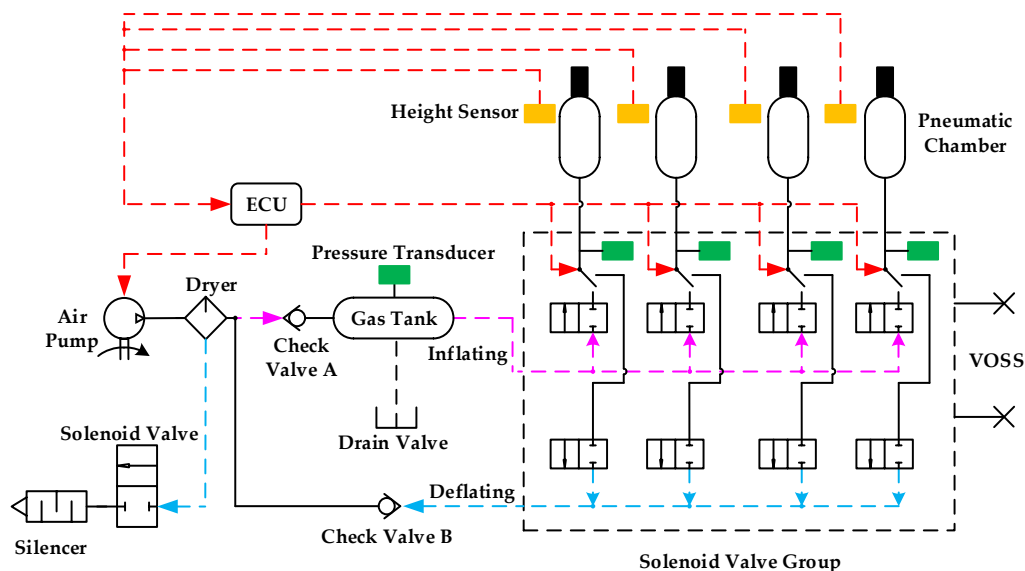 Height Sensor
Pneumatic
Chamber
ECU
Pressure Transducer
Dryer
Air
Pump
Gas Tank
Check
Valve A
Inflating
VOSS
Drain Valve
Solenoid Valve
Deflating
Silencer
Check Valve B
Solenoid Valve Group